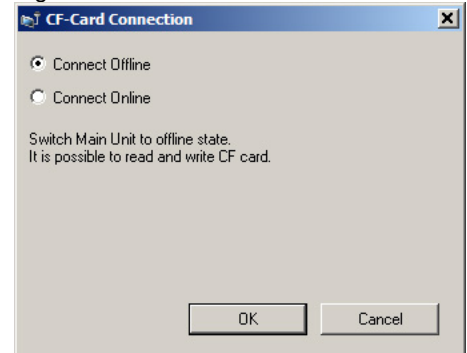 CF-Card Connection
Connect Offline
Connect Online
Switch Main Unit to offline state.
It is possible to read and write CF card.
OK Cancel